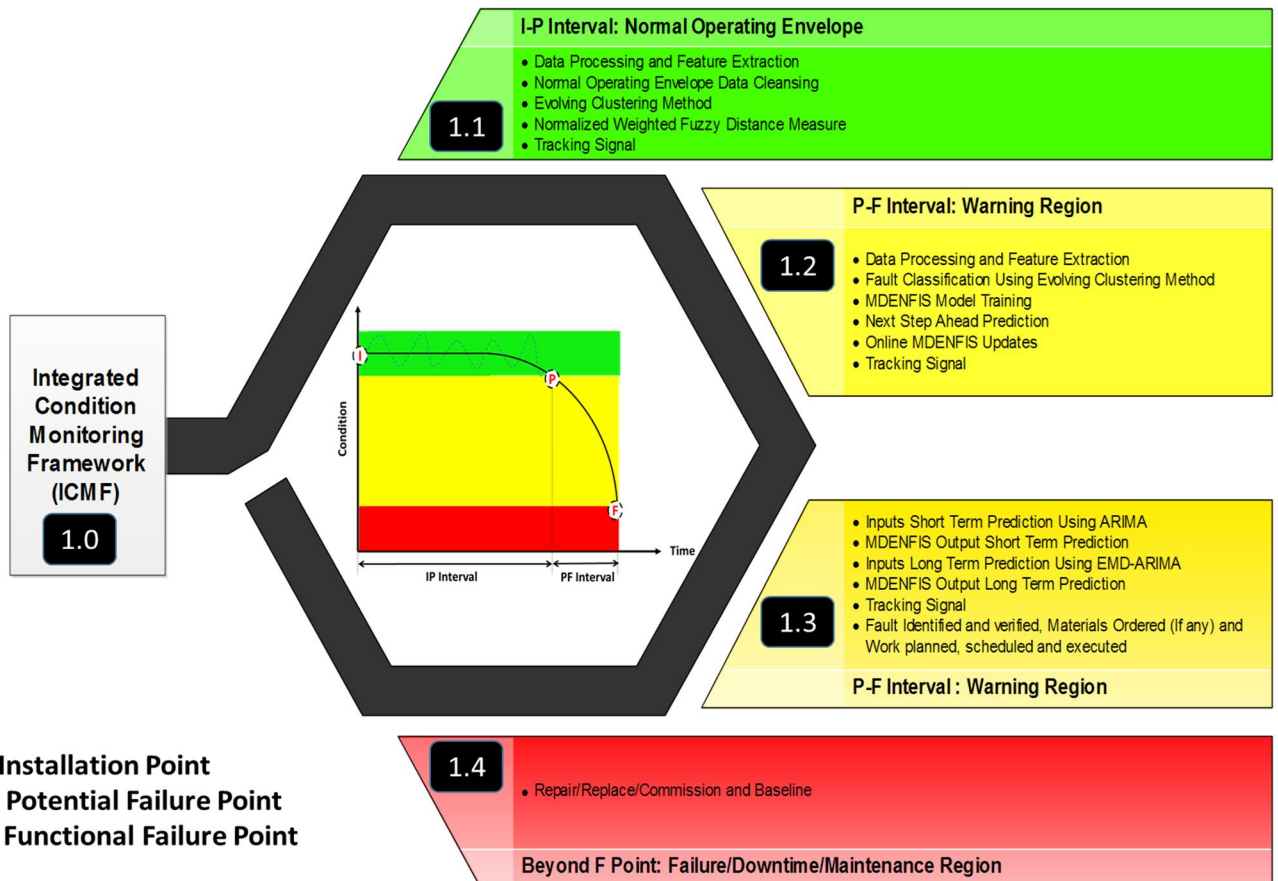 I-P Interval: Normal Operating Envelope
• Data Processing and Feature Extraction
• Normal Operating Envelope Data Cleansing
• Evolving Clustering Method
• Normalized Weighted Fuzzy Distance Measure
• Tracking Signal
1.1
P-F Interval: Warning Region
1.2
• Data Processing and Feature Extraction
• Fault Classification Using Evolving Clustering Method
• MDENFIS Model Training
• Next Step Ahead Prediction
• Online MDENFIS Updates
• Tracking Signal
Integrated
Condition
Monitoring
Framework
(ICMF)
1.0
Condition
I
P
F
Time
IP Interval
PF Interval
• Inputs Short Term Prediction Using ARIMA
• MDENFIS Output Short Term Prediction
• Inputs Long Term Prediction Using EMD-ARIMA
• MDENFIS Output Long Term Prediction
• Tracking Signal
• Fault Identified and verified, Materials Ordered (If any) and
Work planned, scheduled and executed
1.3
P-F Interval : Warning Region
1.4
• Repair/Replace/Commission and Baseline
Beyond F Point: Failure/Downtime/Maintenance Region
Installation Point
Potential Failure Point
Functional Failure Point